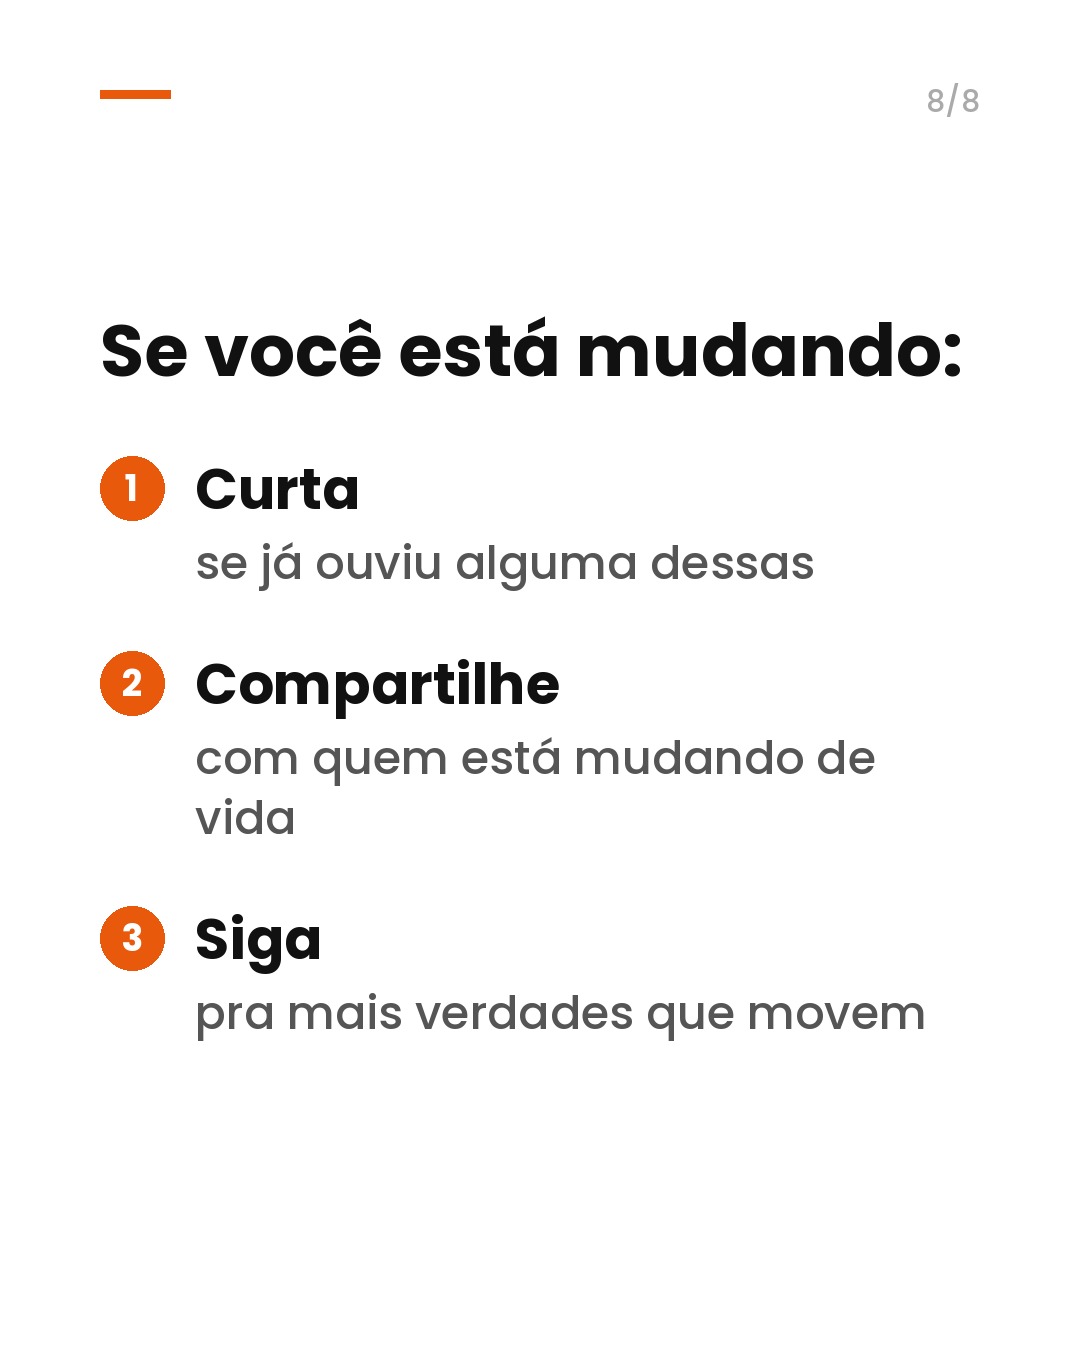 8/8
Se você está mudando:
1 Curta
se já ouviu alguma dessas
2 Compartilhe
com quem está mudando de
vida
3 Siga
pra mais verdades que movem